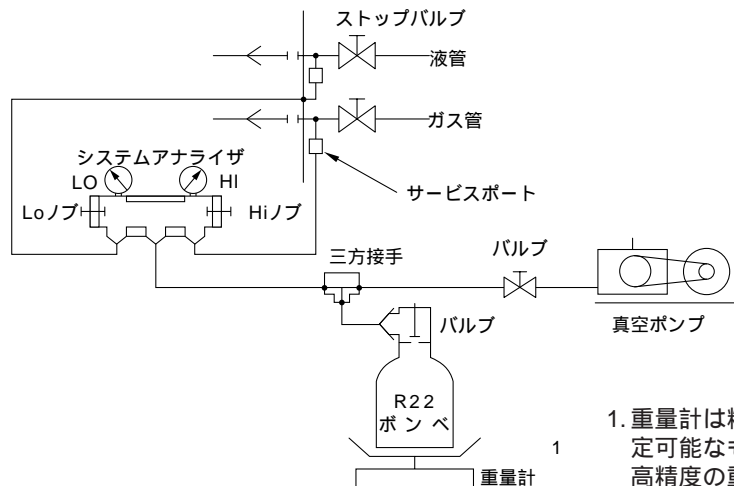 ストップバルブ
液管
ガス管
システムアナライザ
LO
HI
Loノブ
Hiノブ
サービスポート
三方接手
バルブ
バルブ
真空ポンプ
R22
ボンベ
1
重量計
1. 重量計は
定可能な
高精度の重